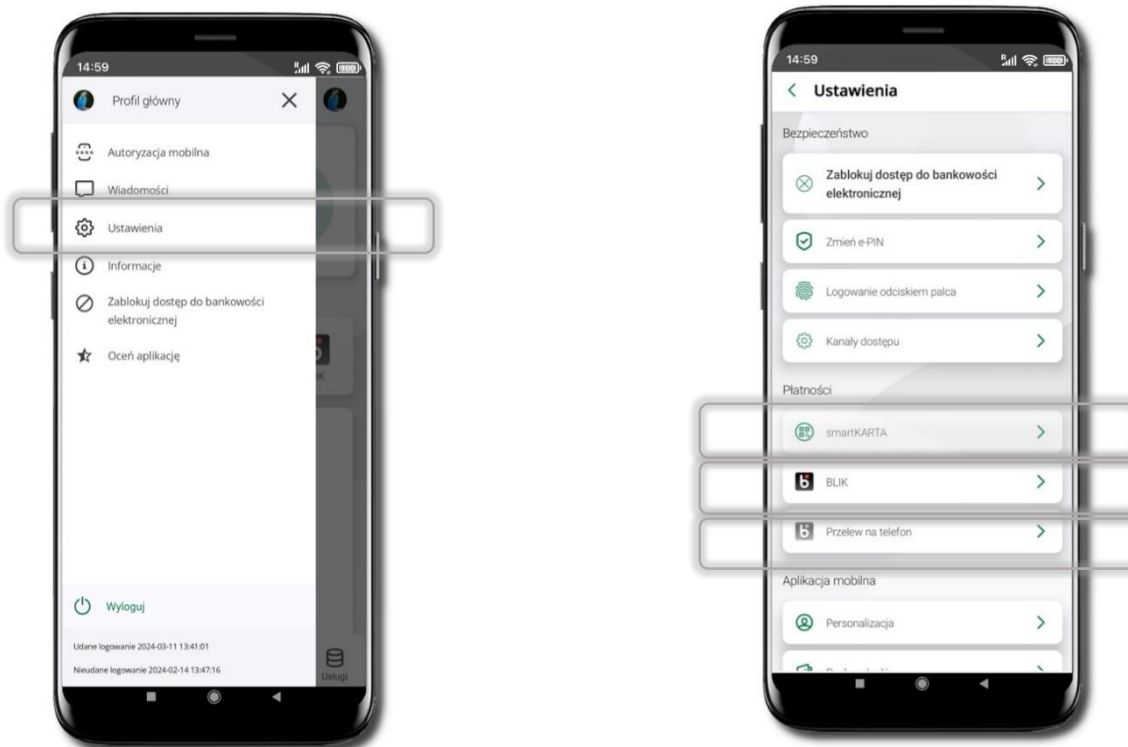 14:59
Profil główny
Autoryzacja mobilna
Wiadomości
Ustawienia
Informacje
Zablokuj dostęp do bankowości
elektronicznej
Oceń aplikację
Wyloguj
Udane logowanie 2024-03-11 13:41:01
Nieudane logowanie 2024-02-14 13:47:16
Usługi
14:59
Ustawienia
Bezpieczeństwo
Zablokuj dostęp do bankowości
elektronicznej
Zmień e-PIN
Logowanie odciskiem palca
Kanały dostępu
Płatności
smartKARTA
BLIK
Przelew na telefon
Aplikacja mobilna
Personalizacja